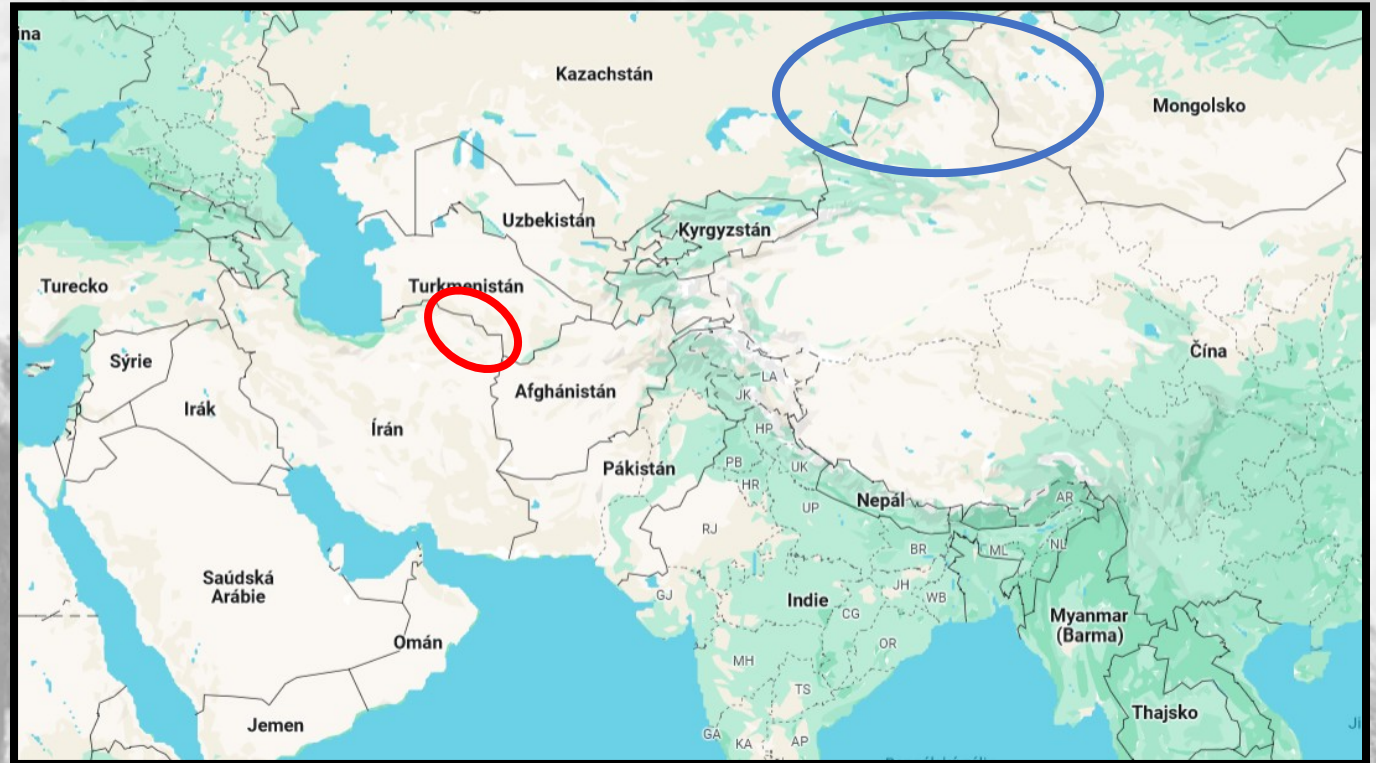 ina
Kazachstán
Mongolsko
Uzbekistán
Kyrgyzstán
Turecko
Turkmenistán
Sýrie
Čína
LA
Afghánistán
JK
Irák
Írán
HP
Pákistán
PB
UK
HR
Nepál
AR
UP
RJ
BR
ML
NL
Saúdská
Arábie
JH
GJ
Indie
WB
CG
Myanmar
(Barma)
Omán
OR
MH
TS
Thajsko
Jemen
GA
KA
AP
Ji